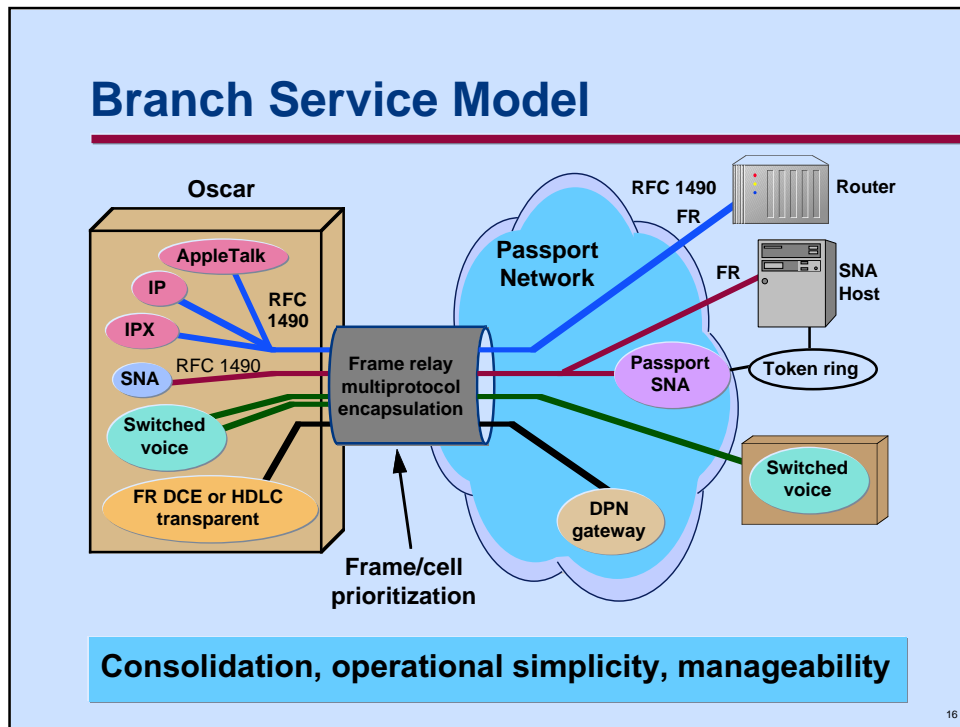 Branch Service Model
Oscar
AppleTalk
IP
IPX
RFC
1490
SNA
RFC 1490
Switched
voice
FR DCE or HDLC
transparent
Frame relay
multiprotocol
encapsulation
Frame/cell
prioritization
Passport
Network
RFC 1490
FR
Router
FR
SNA
Host
Passport
SNA
Token ring
Switched
voice
DPN
gateway
Consolidation, operational simplicity, manageability
16